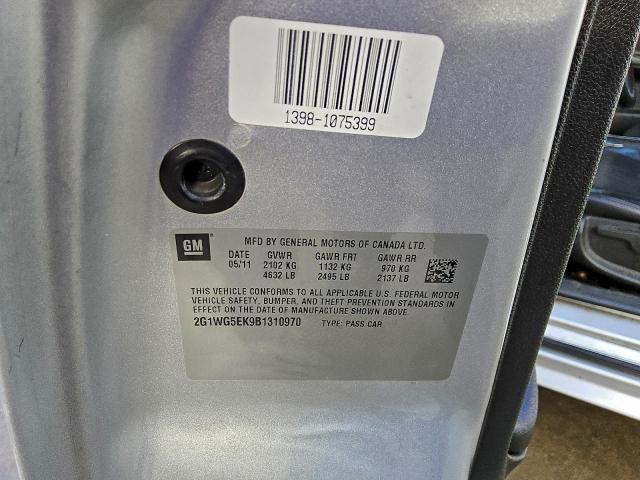 1398-1075399
GM
MFD BY GENERAL MOTORS OF CANADA LTD.
DATE GVWR GAWR FRT GAWR RR
05/11 2102 KG 1132 KG 970 KG
4632 LB 2495 LB 2137 LB
THIS VEHICLE CONFORMS TO ALL APPLICABLE U.S. FEDERAL MOTOR
VEHICLE SAFETY, BUMPER, AND THEFT PREVENTION STANDARDS IN
EFFECT ON THE DATE OF MANUFACTURE SHOWN ABOVE.
2G1WG5EK9B1310970 TYPE: PASS CAR